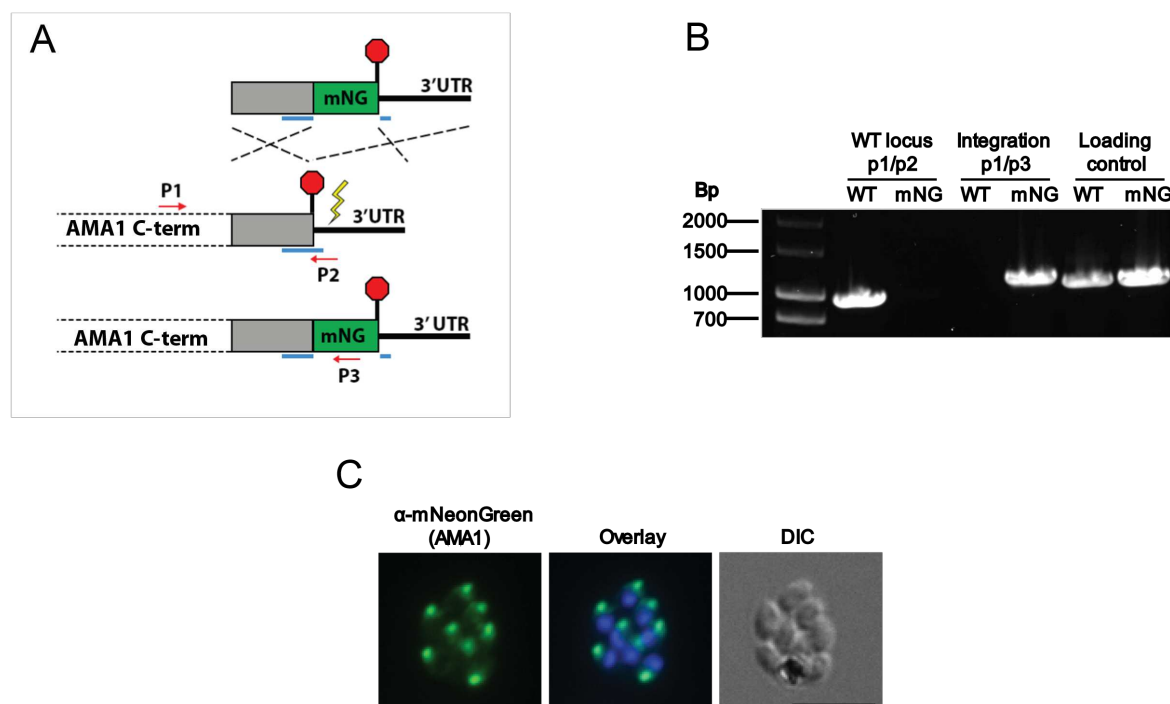 A
mNG
3'UTR
P1
AMA1 C-term
3'UTR
P2
AMA1 C-term
mNG
3' UTR
P3
B
WT locus
p1/p2
Integration
p1/p3
Loading
control
Bp
WT
mNG
WT
mNG
WT
mNG
2000
1500
1000
700
C
α-mNeonGreen
(AMA1)
Overlay
DIC